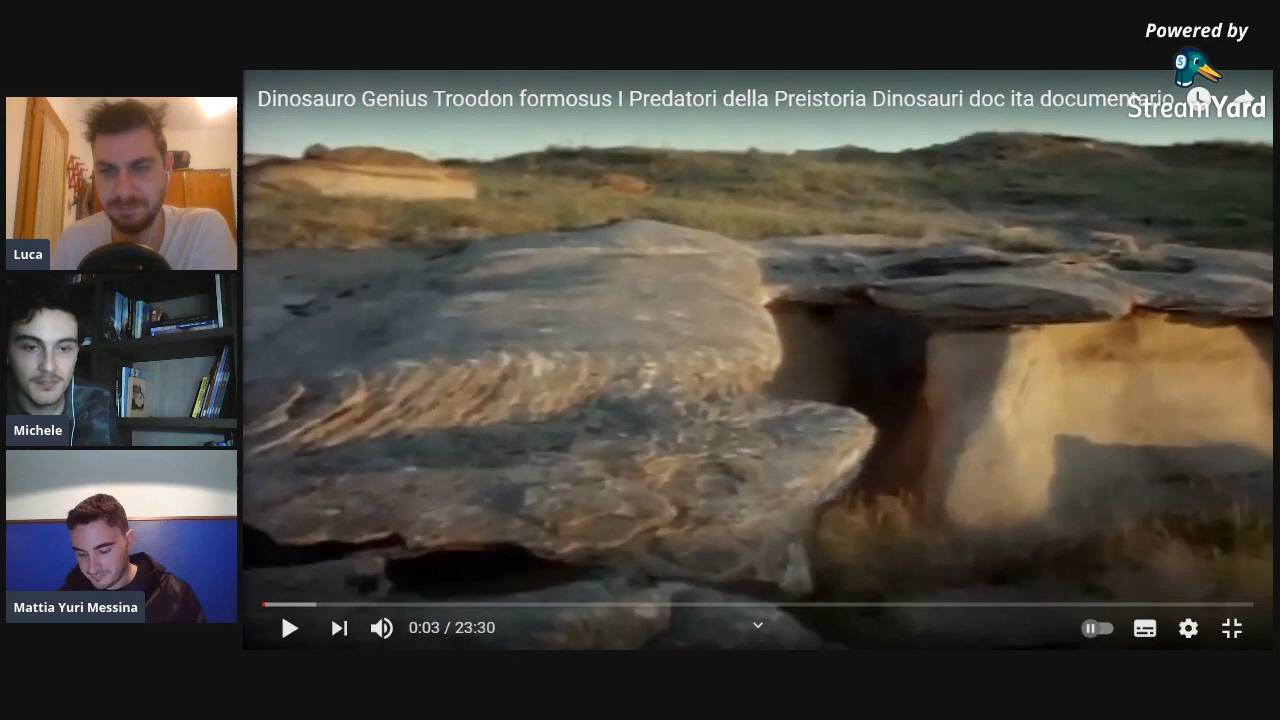 Powered by
StreamYard
Dinosauro Genius Troodon formosus I Predatori della Preistoria Dinosauri doc ita documentario
Luca
Michele
Mattia Yuri Messina
0:03 / 23:30